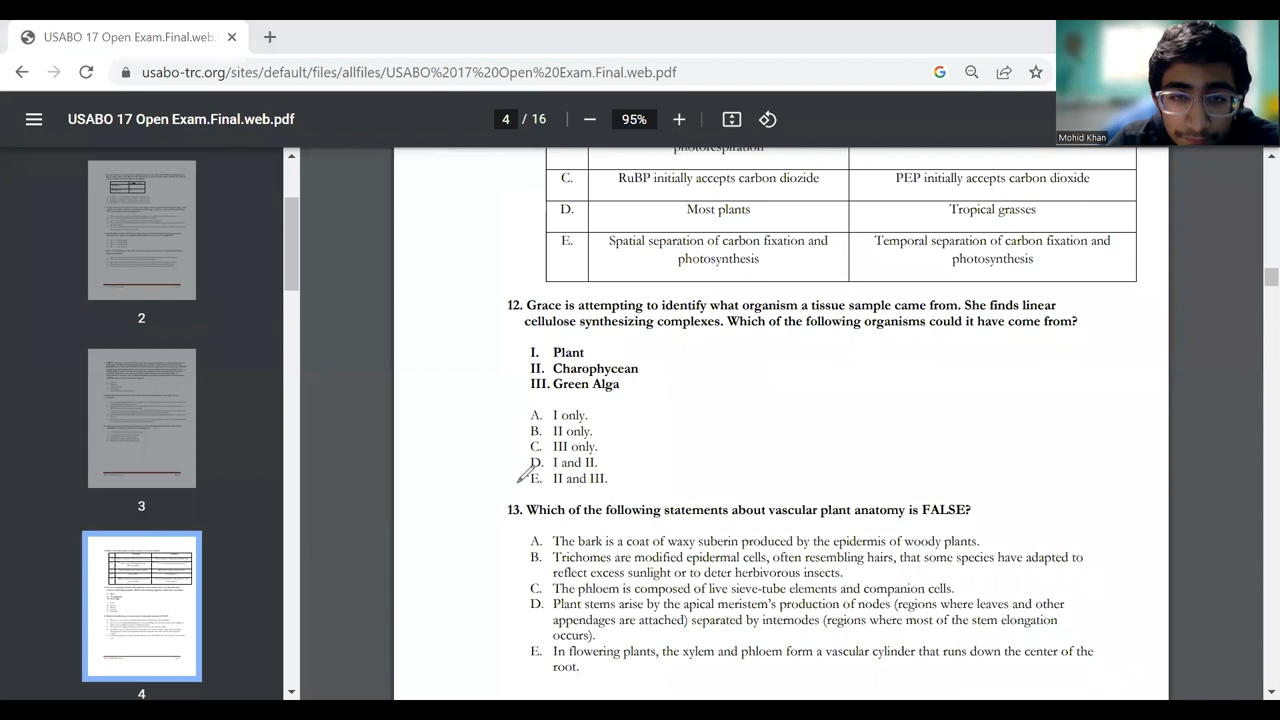 USABO 17 Open Exam.Final.web.
usabo-trc.org/sites/default/files/allfiles/USABO%2017%20Open%20Exam.Final.web.pdf
USABO 17 Open Exam.Final.web.pdf
4 / 16
95%
Mohid Khan
2
3
4
photorespiration
C. RuBP initially accepts carbon diozide PEP initially accepts carbon dioxide
D. Most plants Tropical grasses
E. Spatial separation of carbon fixation and Temporal separation of carbon fixation and
photosynthesis photosynthesis
12. Grace is attempting to identify what organism a tissue sample came from. She finds linear
cellulose synthesizing complexes. Which of the following organisms could it have come from?
I. Plant
II. Charophycean
III. Green Alga
A. I only.
B. II only.
C. III only.
D. I and II.
E. II and III.
13. Which of the following statements about vascular plant anatomy is FALSE?
A. The bark is a coat of waxy suberin produced by the epidermis of woody plants.
B. Trichomes are modified epidermal cells, often resembling hairs, that some species have adapted to
reflect excess sunlight or to deter herbivorous insects.
C. The phloem is composed of live sieve-tube elements and companion cells.
D. Plant stems arise by the apical meristem's production of nodes (regions where leaves and other
appendages are attached) separated by internodes (regions where most of the stem elongation
occurs).
E. In flowering plants, the xylem and phloem form a vascular cylinder that runs down the center of the
root.